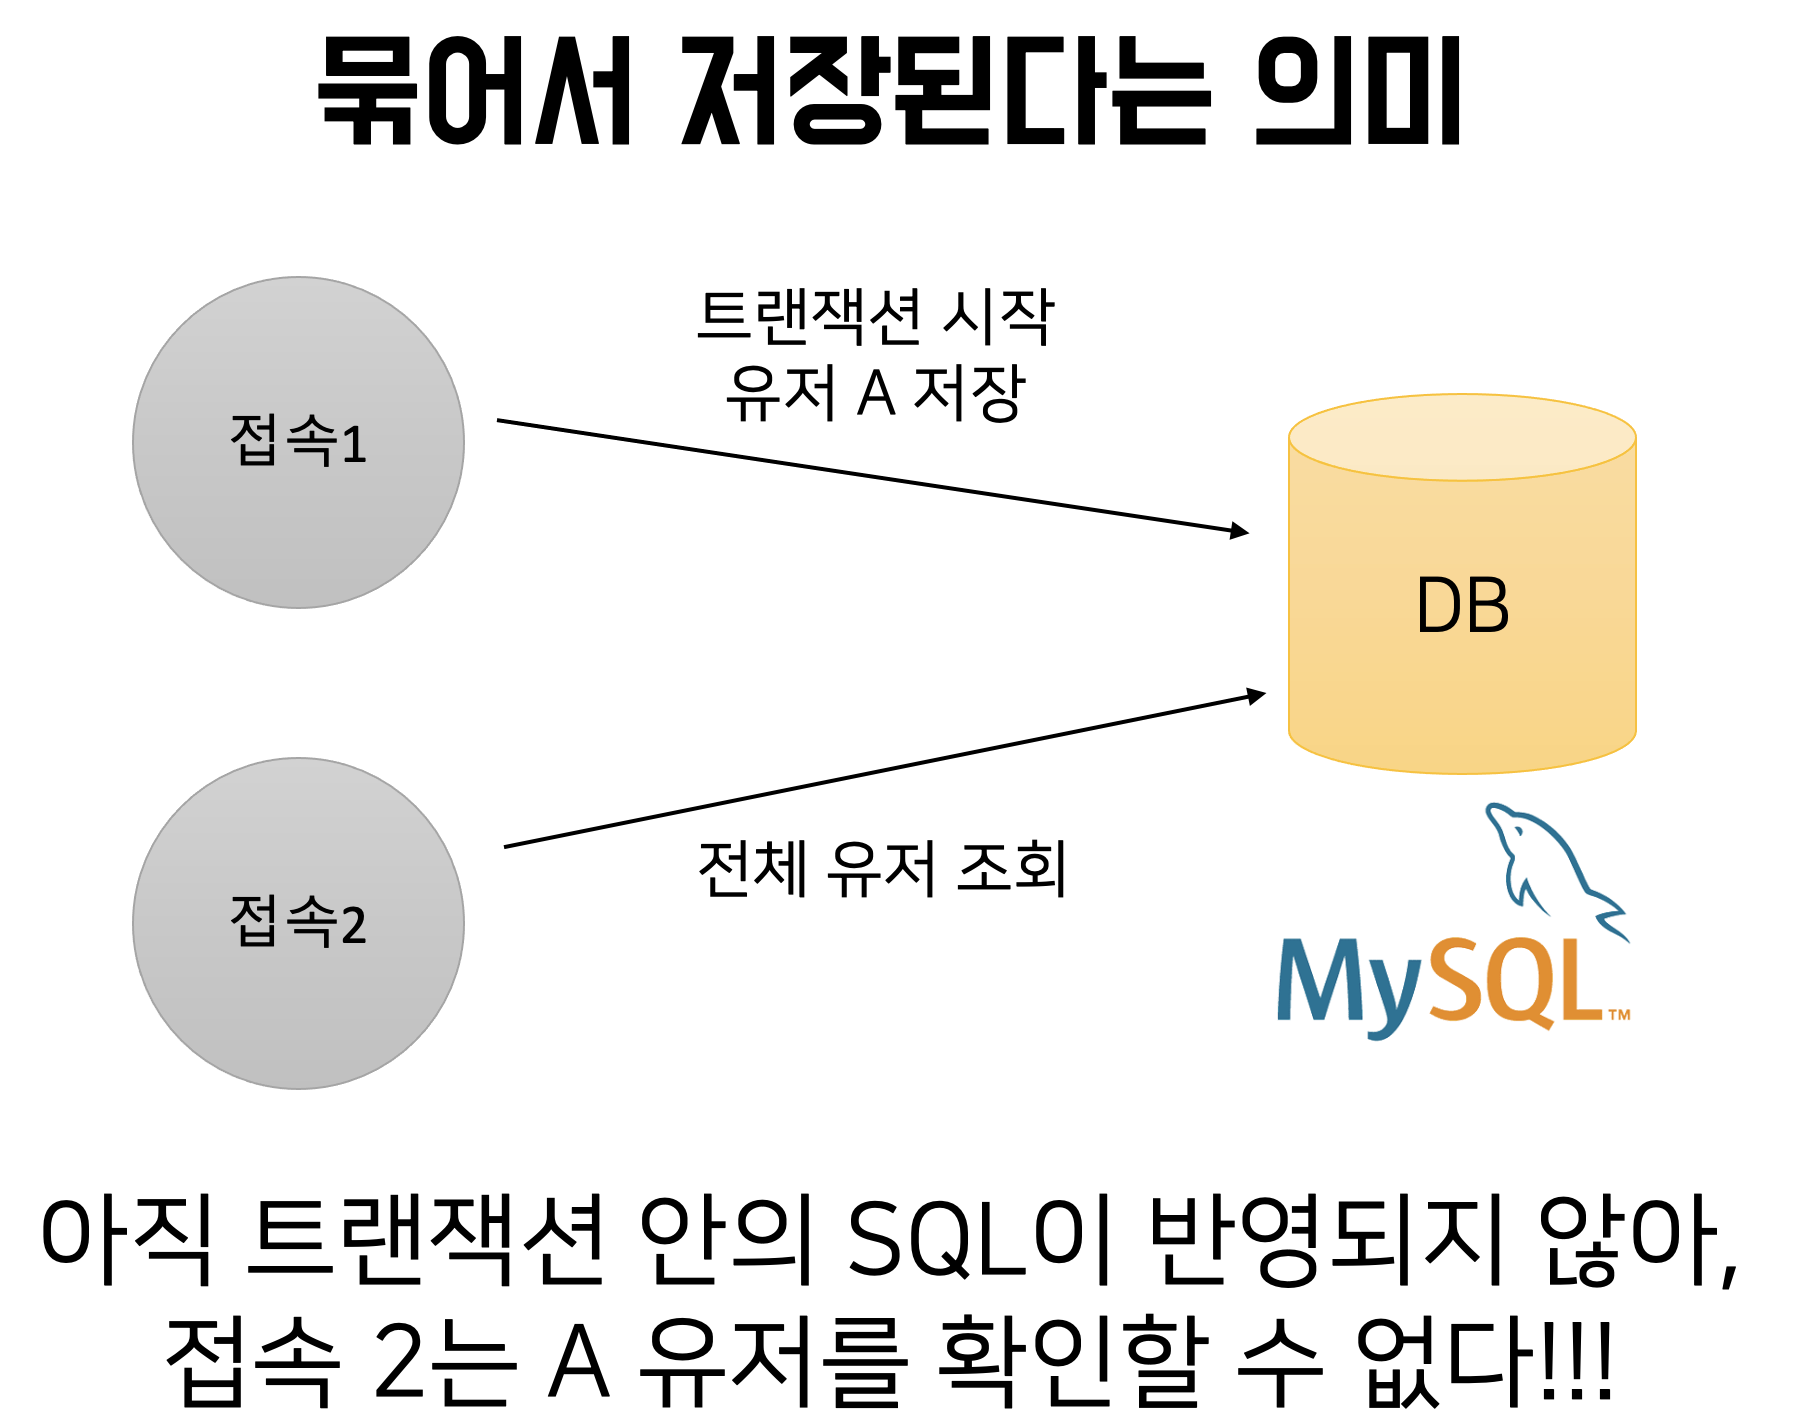 묶어서 저장된다는 의미
트랜잭션 시작
유저 A 저장
접속1
DB
전체 유저 조회
접속2
MySQL™
아직 트랜잭션 안의 SQL이 반영되지 않아,
접속 2는 A 유저를 확인할 수 없다!!!